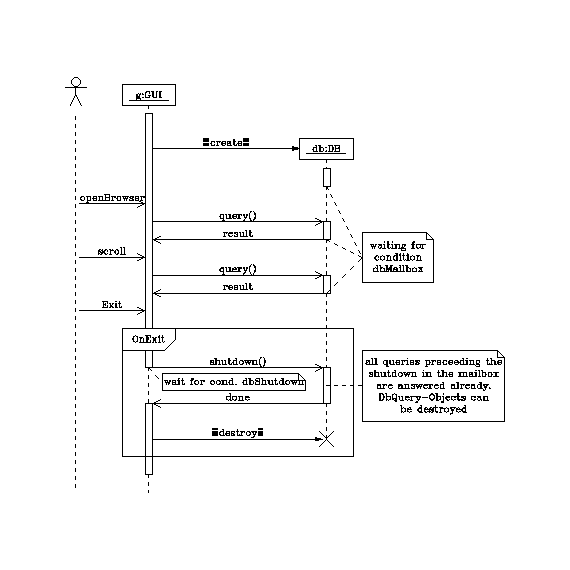 g:GUI
create
db:DB
openBrowser
query()
result
waiting for
condition
dbMailbox
scroll
query()
result
Exit
OnExit
shutdown()
all queries preceeding the
shutdown in the mailbox
are answered already.
DbQuery-Objects can
be destroyed
wait for cond. dbShutdown
done
destroy